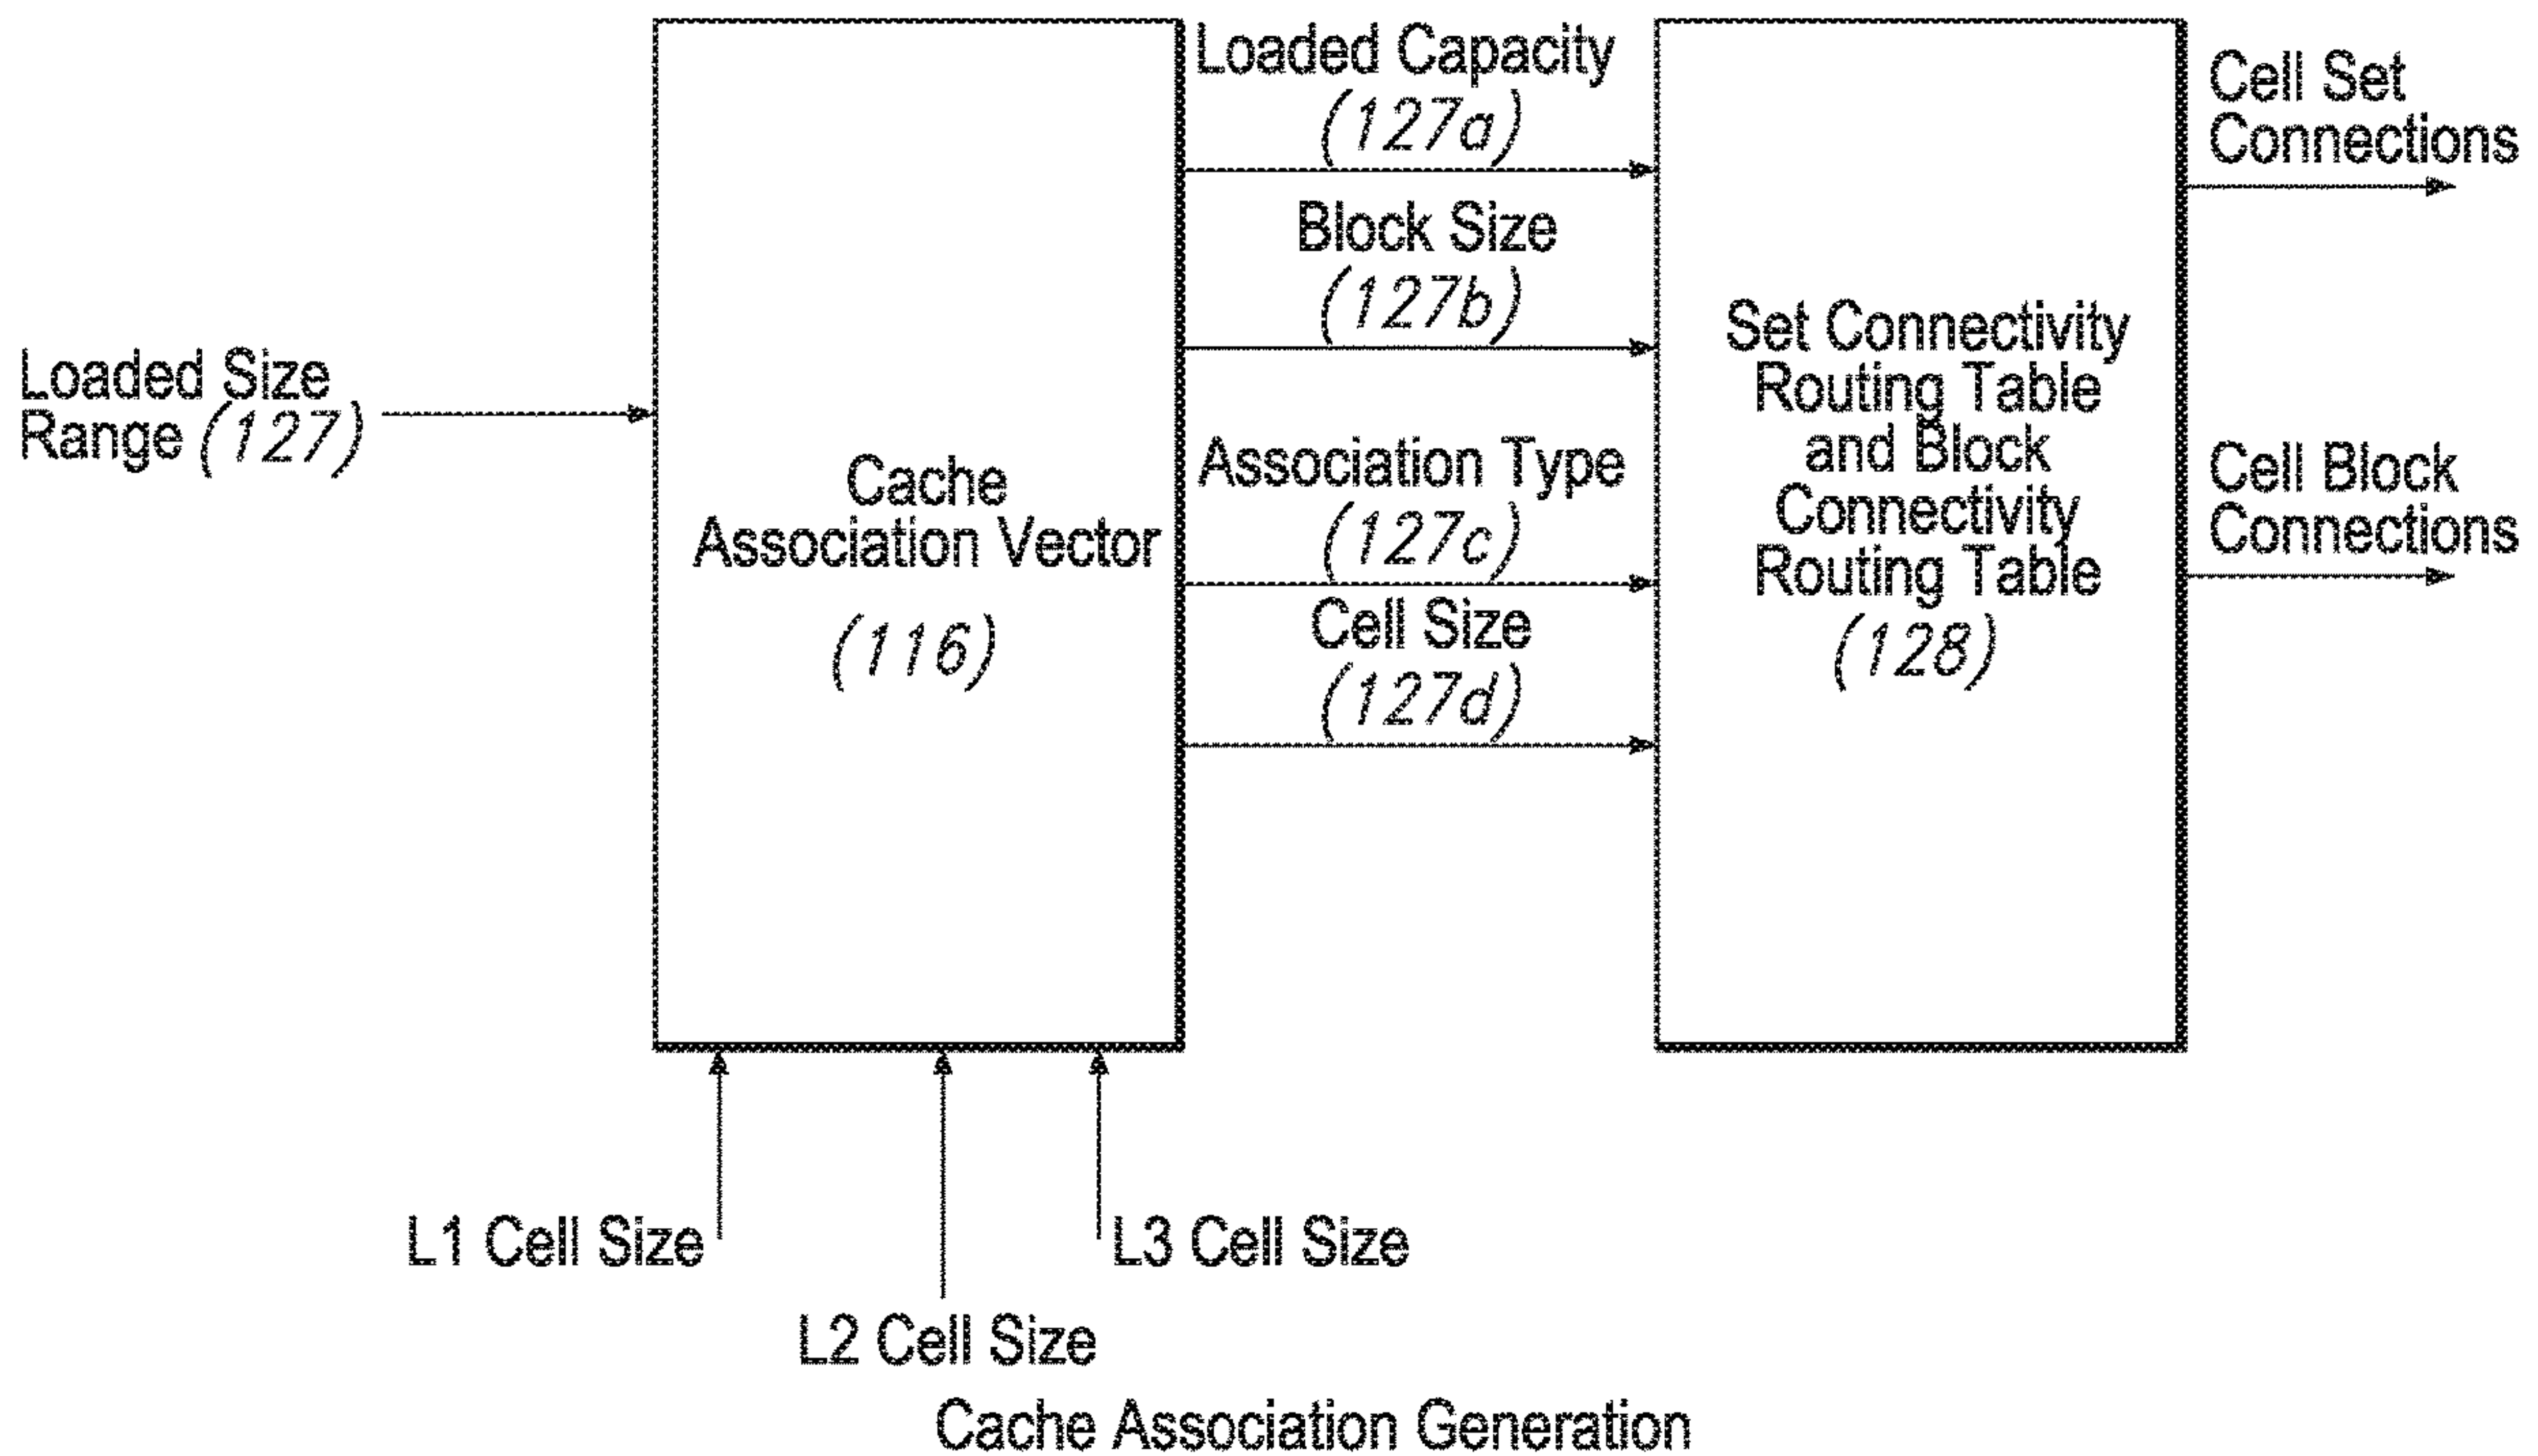 Loaded Size
Range (127)
Cache
Association Vector
(116)
Loaded Capacity
(127a)
Block Size
(127b)
Association Type
(127c)
Cell Size
(127d)
Set Connectivity
Routing Table
and Block
Connectivity
Routing Table
(128)
Cell Set
Connections
Cell Block
Connections
L1 Cell Size
L2 Cell Size
L3 Cell Size
Cache Association Generation